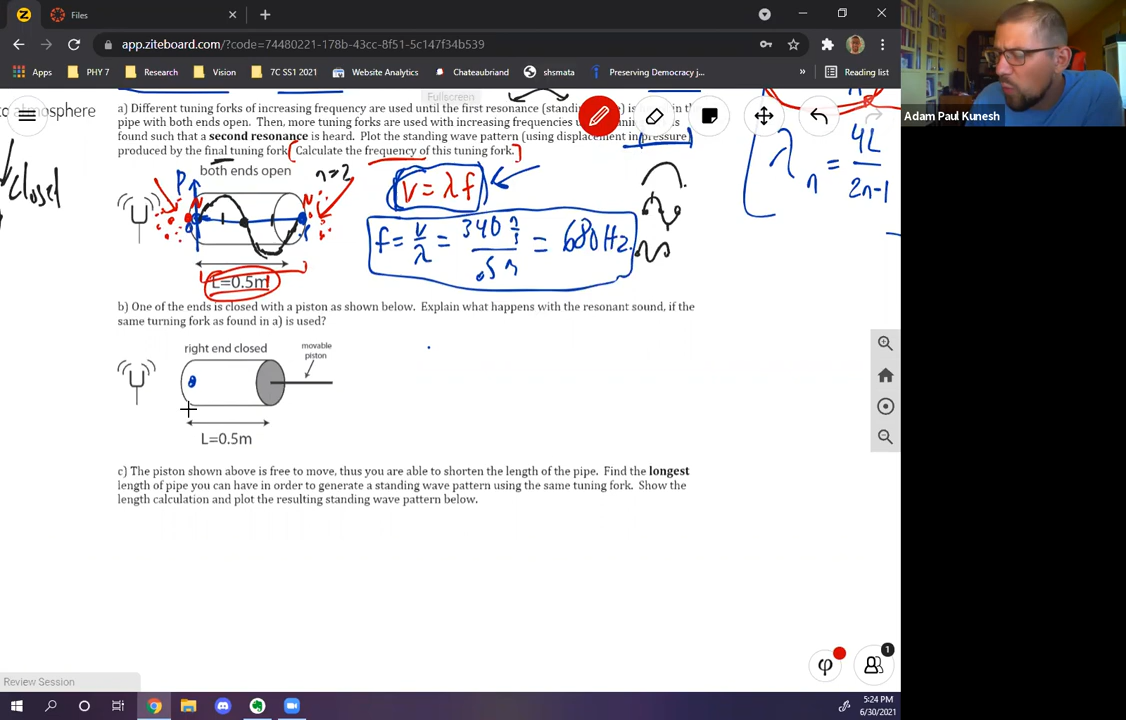 Files
app.ziteboard.com/?code=74480221-178b-43cc-8f51-5c147f34b539
Apps
PHY 7
Research
Vision
7C SS1 2021
Website Analytics
Chateaubriand
shsmata
Preserving Democracy j...
»
Reading list
Fullscreen
Adam Paul Kunesh
to atmosphere
closed
a) Different tuning forks of increasing frequency are used until the first resonance (standing
pipe with both ends open. Then, more tuning forks are used with increasing frequencies
found such that a second resonance is heard. Plot the standing wave pattern (using displacement in pressure
produced by the final tuning fork. [Calculate the frequency of this tuning fork.]
both ends open
n=2
P
N
N
L=0.5m
v=λf
f = v/λ = 340 m/s / .5 m = 680 Hz.
λn = 4L / 2n-1
b) One of the ends is closed with a piston as shown below. Explain what happens with the resonant sound, if the
same turning fork as found in a) is used?
right end closed
movable
piston
L=0.5m
c) The piston shown above is free to move, thus you are able to shorten the length of the pipe. Find the longest
length of pipe you can have in order to generate a standing wave pattern using the same tuning fork. Show the
length calculation and plot the resulting standing wave pattern below.
φ
1
Review Session
5:24 PM
6/30/2021